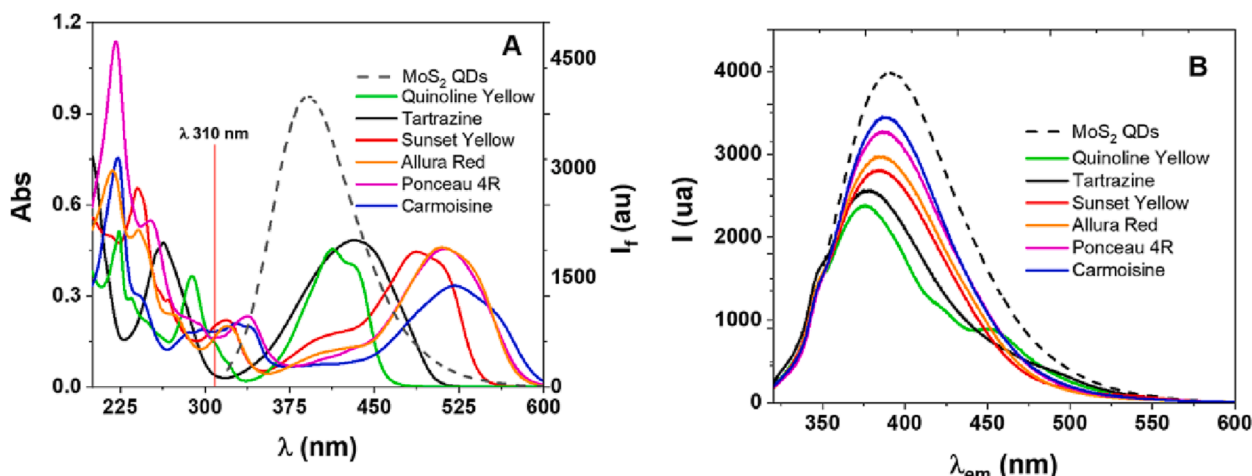 A
1.2
0.9
0.6
0.3
0.0
Abs
225
300
375
450
525
600
λ (nm)
4500
3000
1500
0
I_f (au)
λ 310 nm
MoS₂ QDs
Quinoline Yellow
Tartrazine
Sunset Yellow
Allura Red
Ponceau 4R
Carmoisine
B
4000
3000
2000
1000
0
I (ua)
350
400
450
500
550
600
λem (nm)
MoS₂ QDs
Quinoline Yellow
Tartrazine
Sunset Yellow
Allura Red
Ponceau 4R
Carmoisine